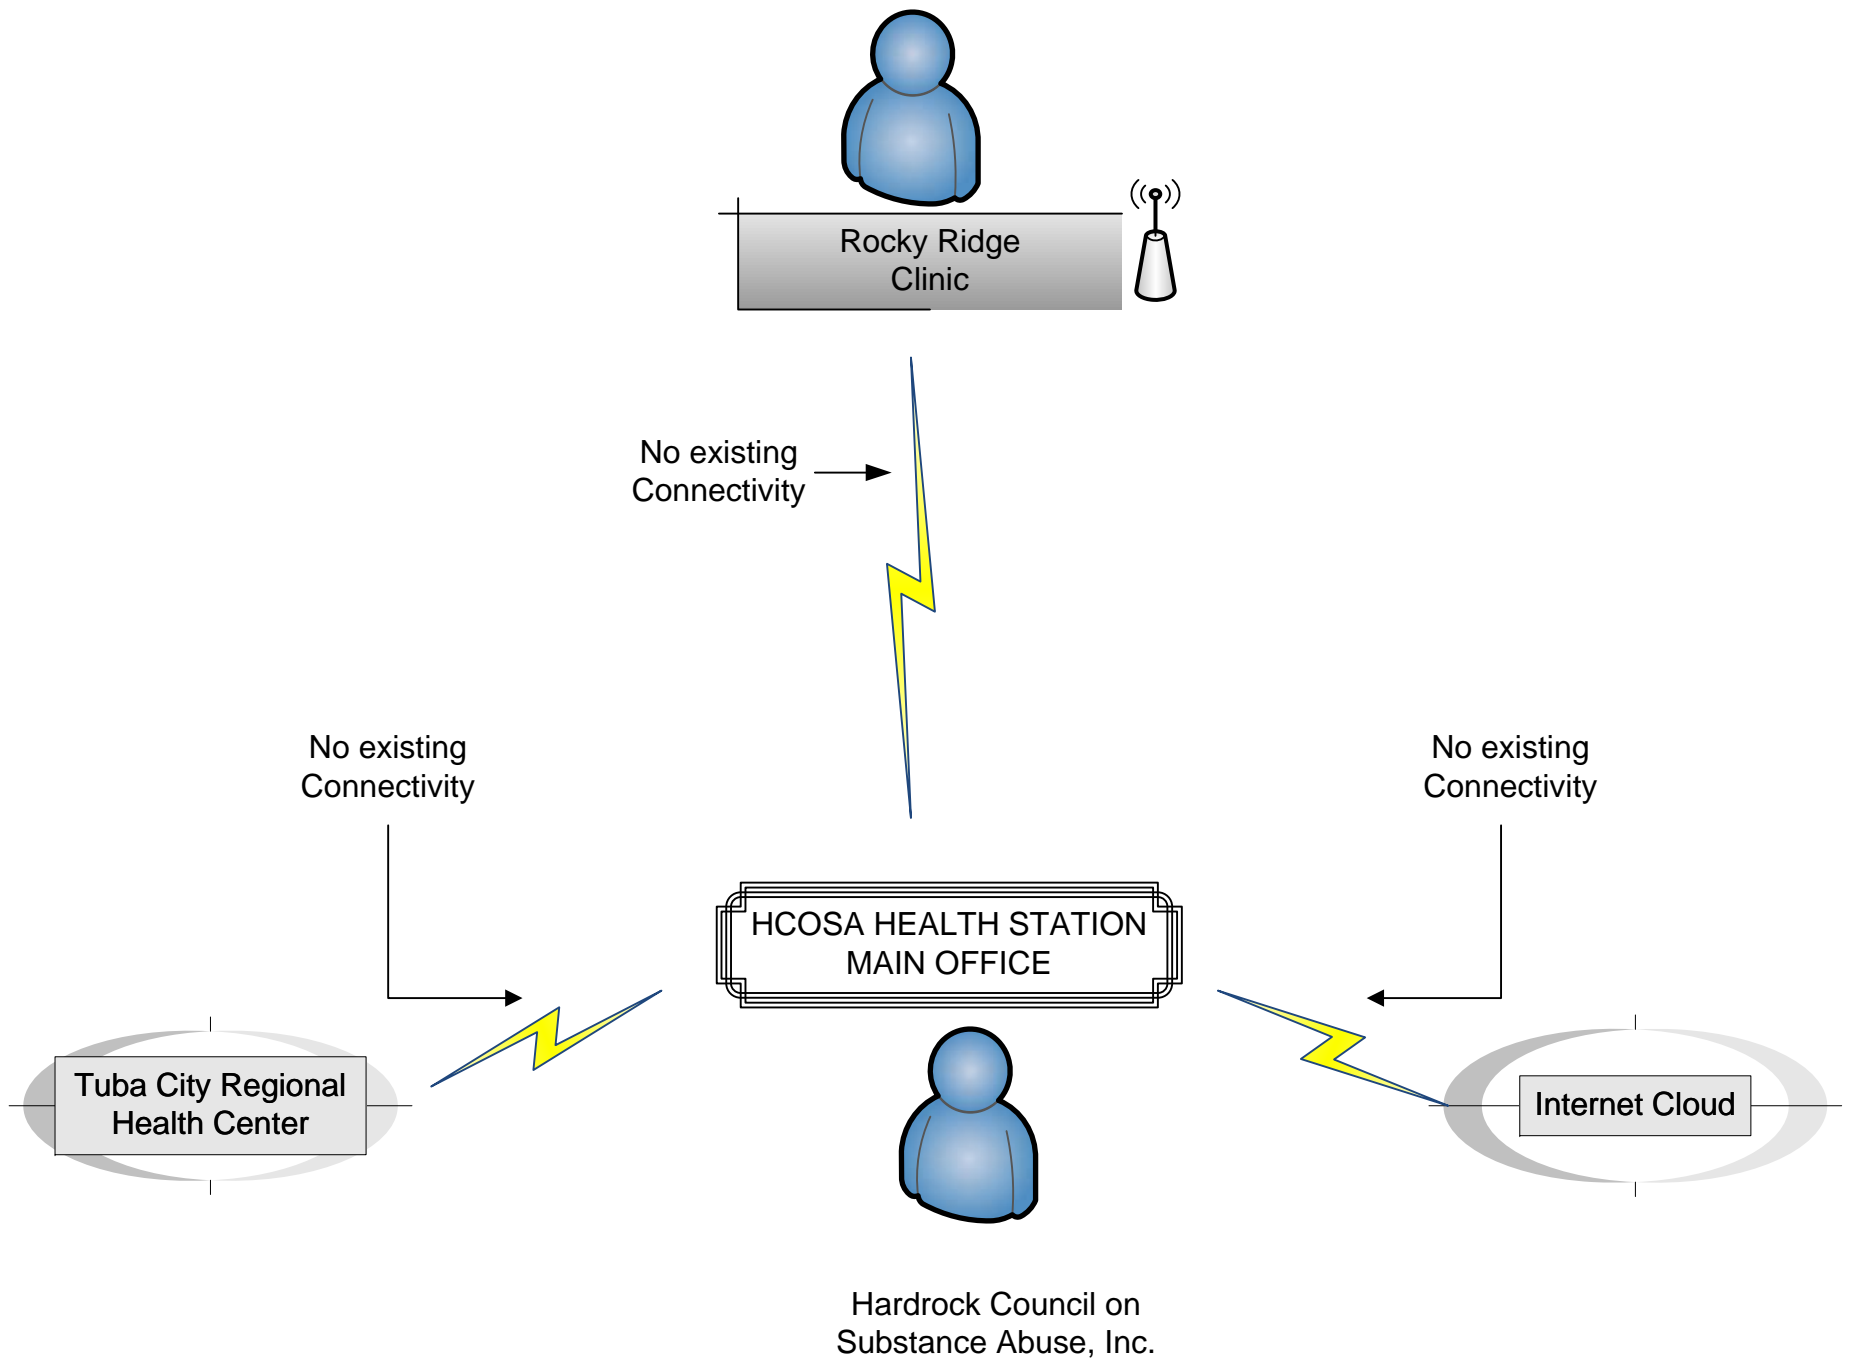 Rocky Ridge
Clinic
No existing
Connectivity
No existing
Connectivity
No existing
Connectivity
HCOSA HEALTH STATION
MAIN OFFICE
Tuba City Regional
Health Center
Internet Cloud
Hardrock Council on
Substance Abuse, Inc.